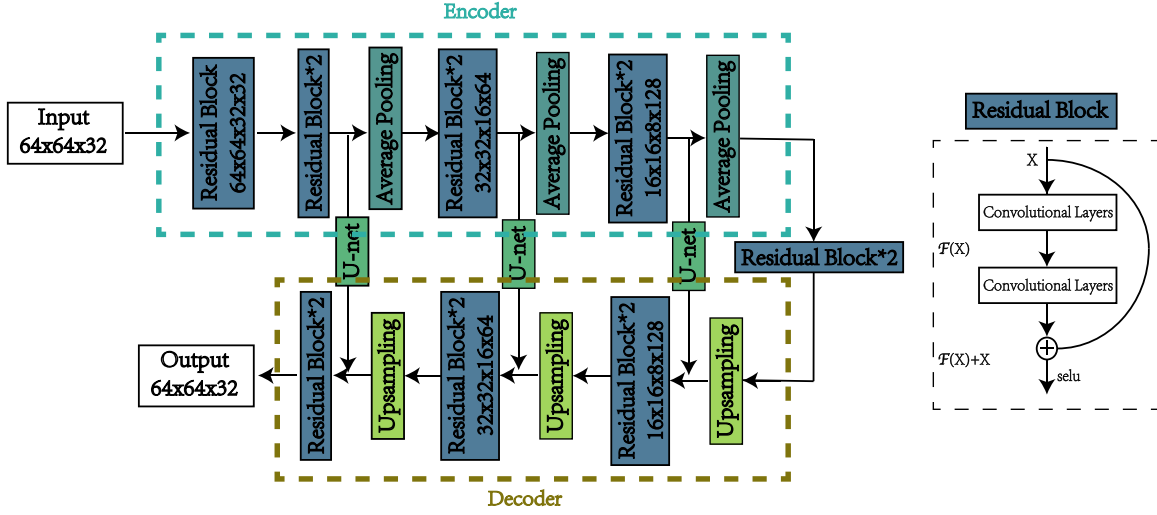 Encoder
Input
64x64x32
Residual Block
64x64x32x32
Residual Block*2
Average Pooling
Residual Block*2
32x32x16x64
Average Pooling
Residual Block*2
16x16x8x128
Average Pooling
U-net
U-net
U-net
Residual Block*2
Output
64x64x32
Residual Block*2
Upsampling
Residual Block*2
32x32x16x64
Upsampling
Residual Block*2
16x16x8x128
Upsampling
Decoder
Residual Block
X
Convolutional Layers
ℱ(X)
Convolutional Layers
ℱ(X)+X
selu